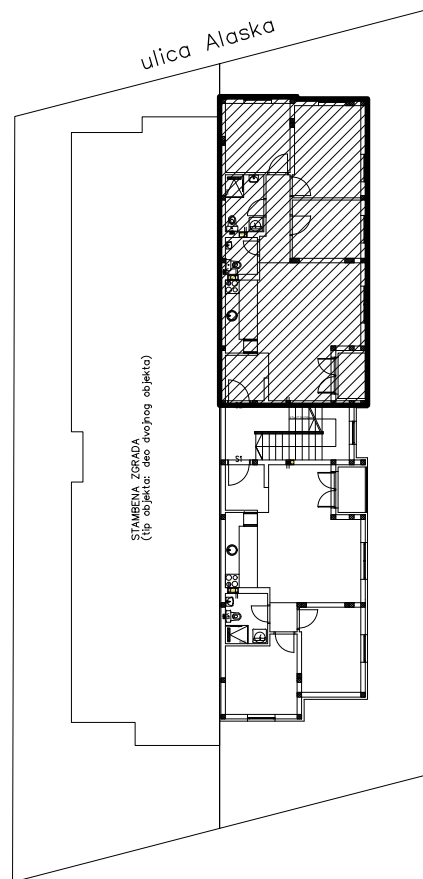 ulica Alaska
STAMBENA ZGRADA
(tip objekta: deo dvojnog objekta)
S1